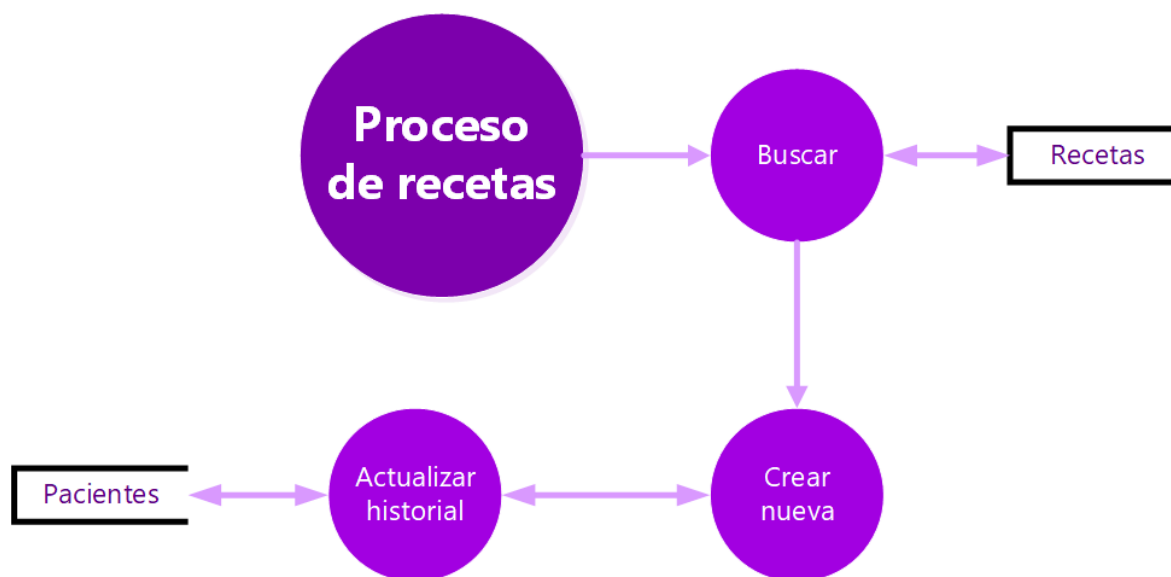 Proceso
de recetas
Buscar
Recetas
Pacientes
Actualizar
historial
Crear
nueva